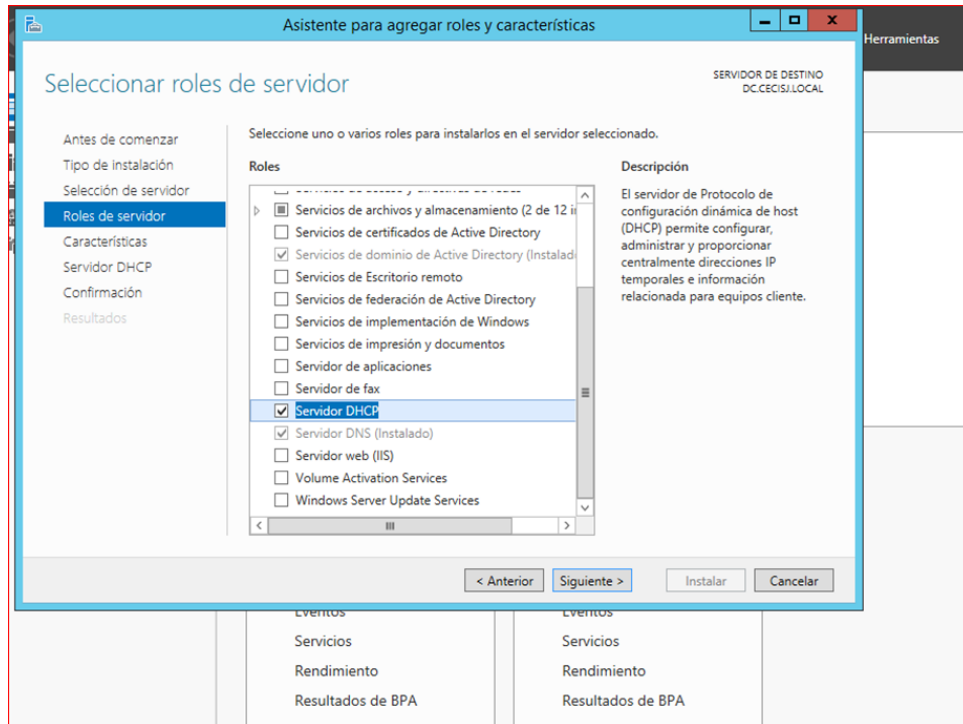 Asistente para agregar roles y características
Herramientas
Seleccionar roles de servidor
SERVIDOR DE DESTINO
DC.CECISJ.LOCAL
Antes de comenzar
Tipo de instalación
Selección de servidor
Roles de servidor
Características
Servidor DHCP
Confirmación
Resultados
Seleccione uno o varios roles para instalarlos en el servidor seleccionado.
Roles
Servicios de acceso y directivas de redes
Servicios de archivos y almacenamiento (2 de 12 i
Servicios de certificados de Active Directory
Servicios de dominio de Active Directory (Instalad
Servicios de Escritorio remoto
Servicios de federación de Active Directory
Servicios de implementación de Windows
Servicios de impresión y documentos
Servidor de aplicaciones
Servidor de fax
Servidor DHCP
Servidor DNS (Instalado)
Servidor web (IIS)
Volume Activation Services
Windows Server Update Services
Descripción
El servidor de Protocolo de
configuración dinámica de host
(DHCP) permite configurar,
administrar y proporcionar
centralmente direcciones IP
temporales e información
relacionada para equipos cliente.
< Anterior
Siguiente >
Instalar
Cancelar
Eventos
Servicios
Rendimiento
Resultados de BPA
Eventos
Servicios
Rendimiento
Resultados de BPA